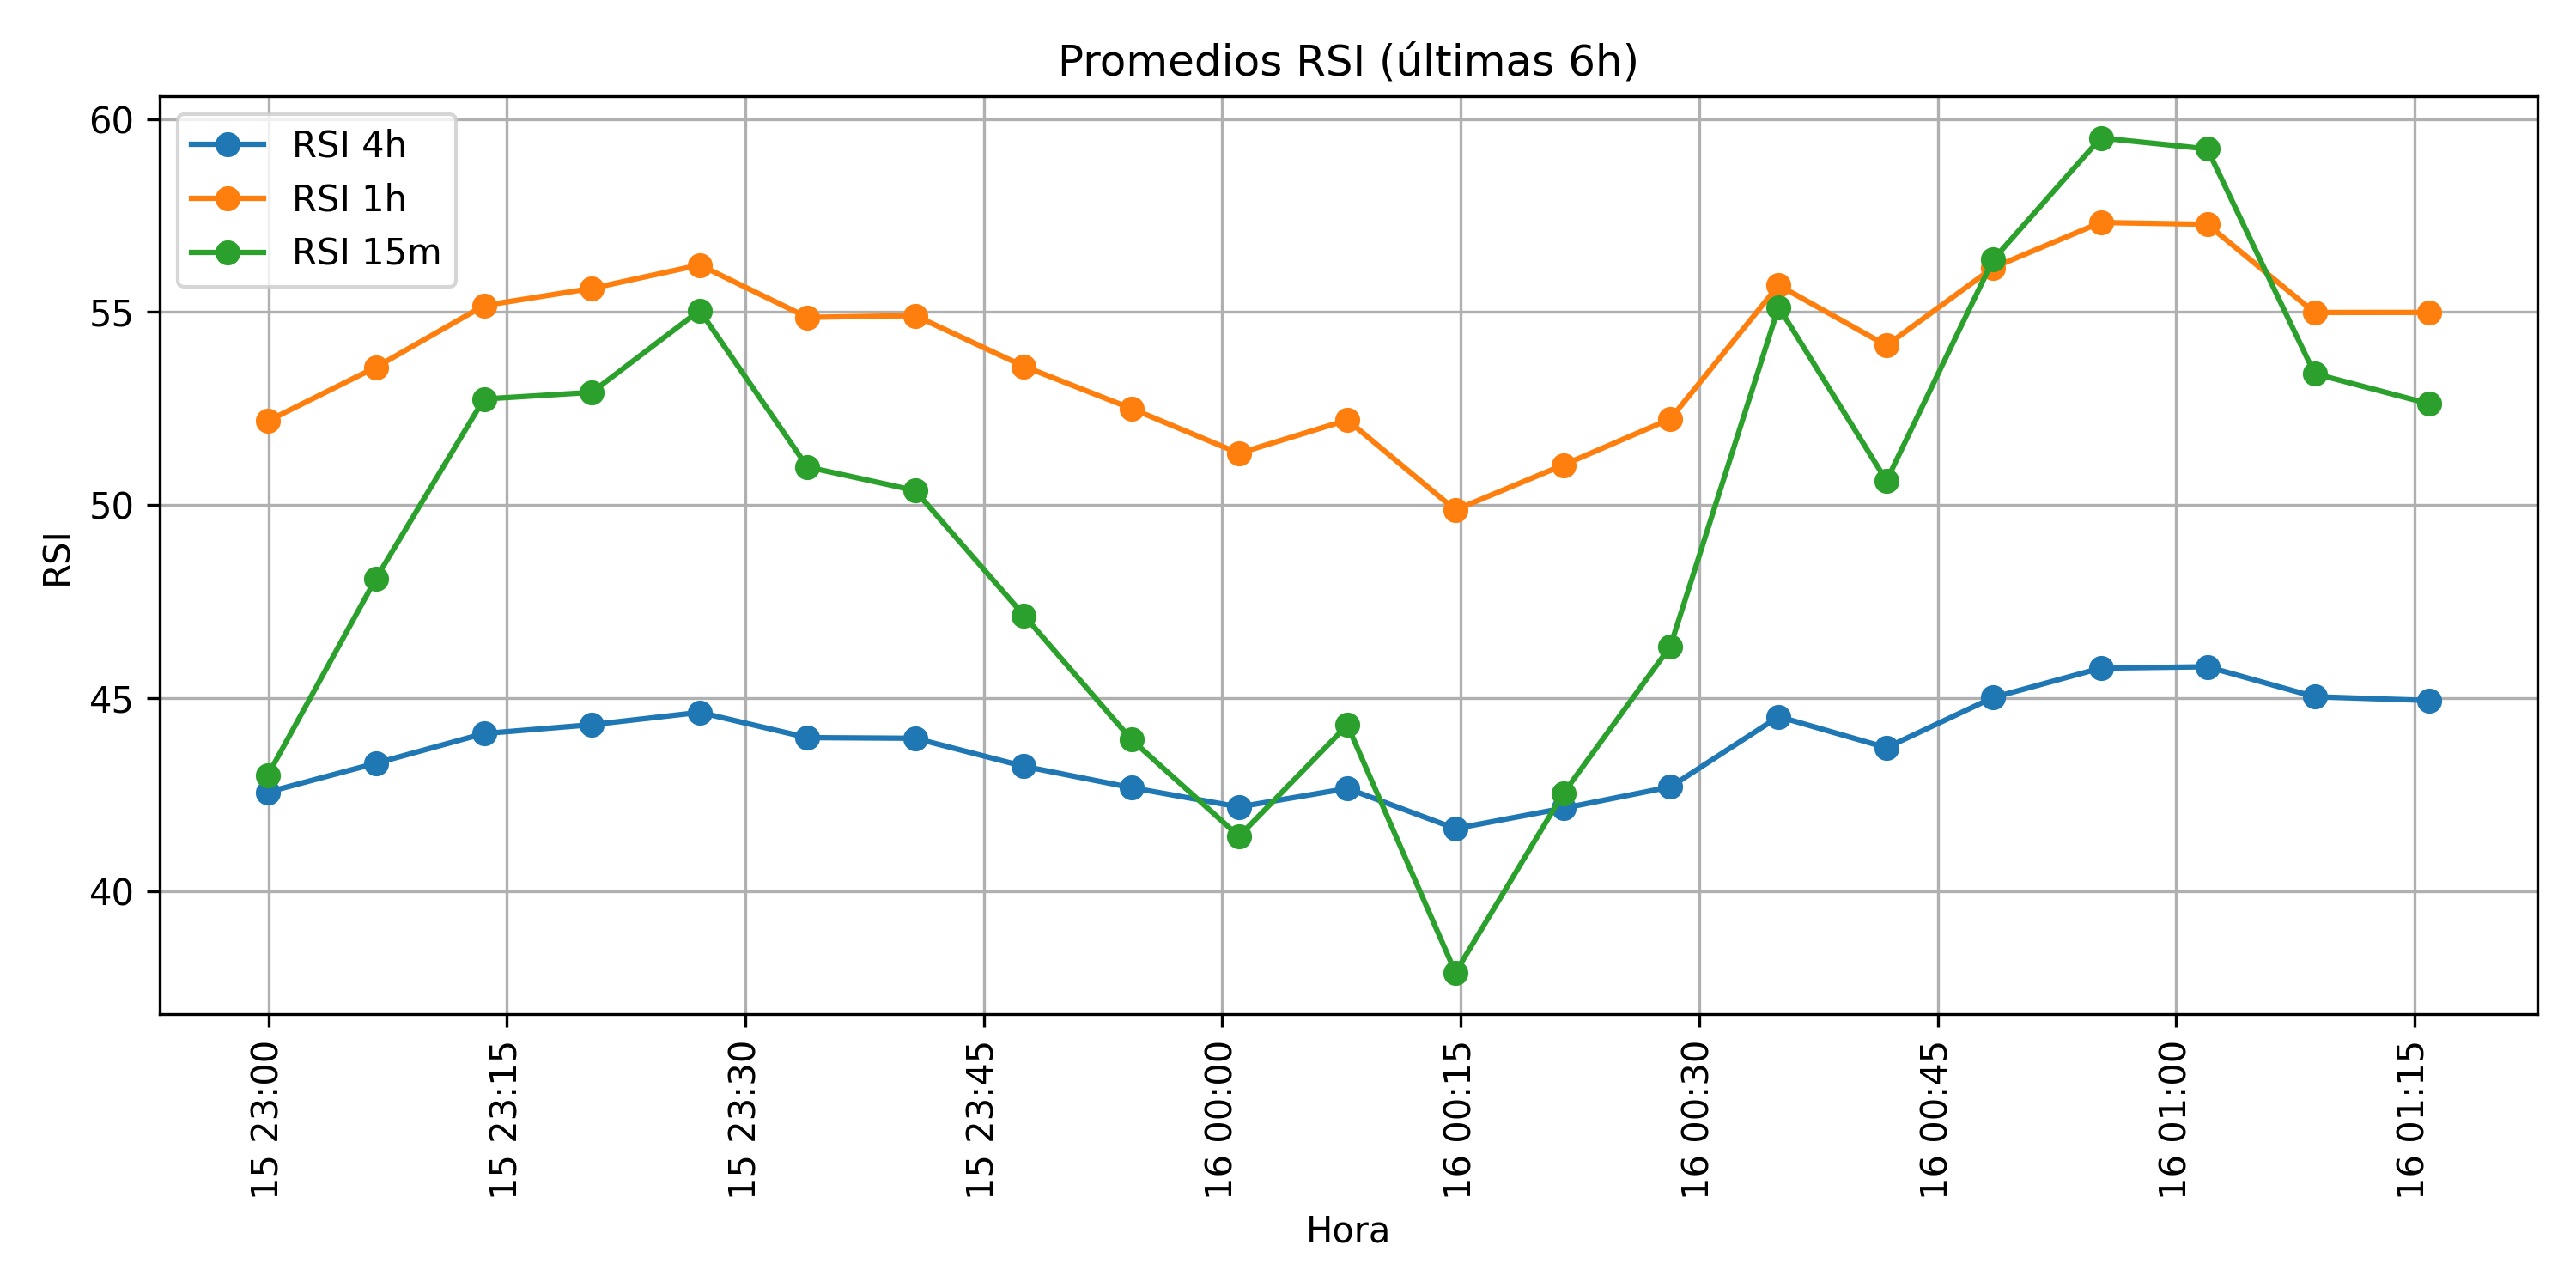 Promedios RSI (últimas 6h)
RSI 4h
RSI 1h
RSI 15m
60
55
50
45
40
RSI
15 23:00
15 23:15
15 23:30
15 23:45
16 00:00
16 00:15
16 00:30
16 00:45
16 01:00
16 01:15
Hora